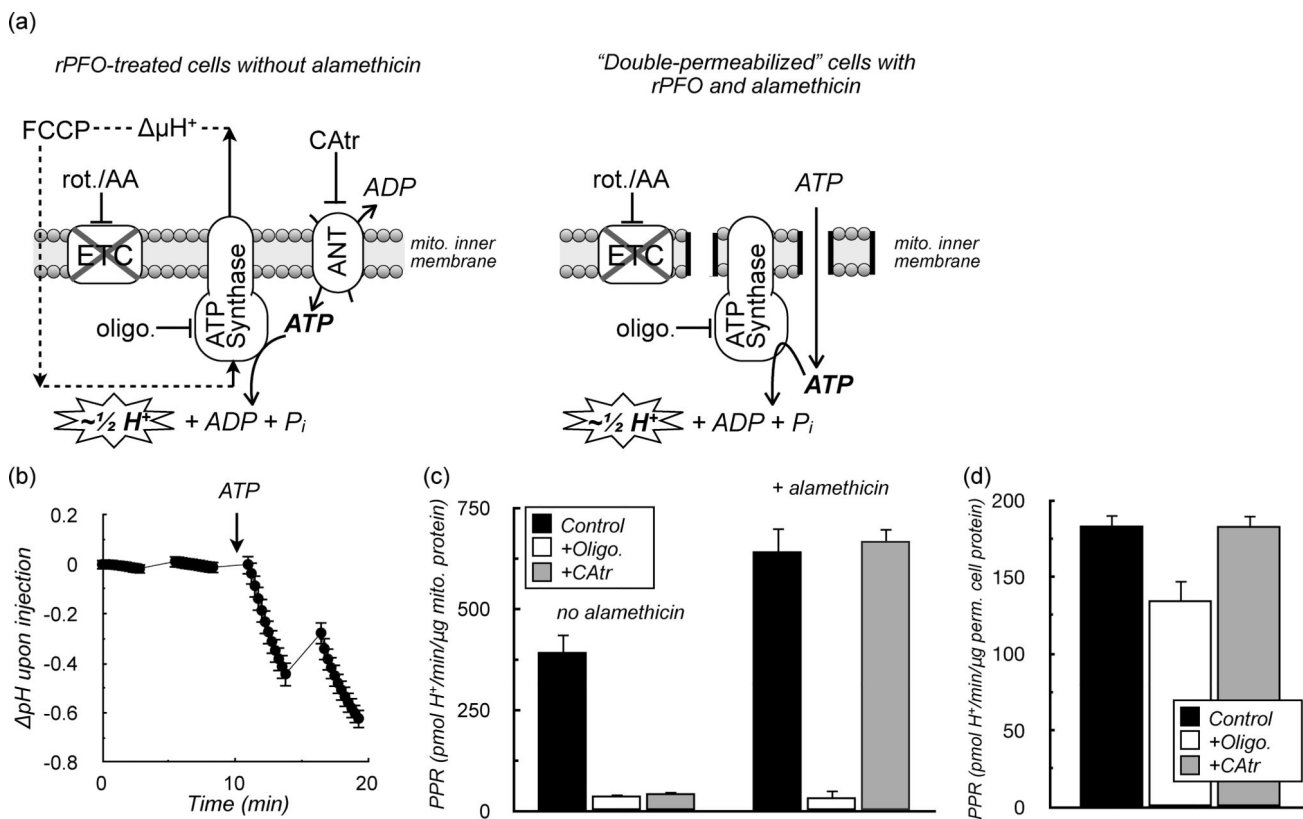 (a)
rPFO-treated cells without alamethicin
"Double-permeabilized" cells with
rPFO and alamethicin
FCCP
ΔμH⁺
CAtr
ADP
rot./AA
ETC
ATP
Synthase
ANT
mito. inner
membrane
oligo.
ATP
~½ H⁺ + ADP + Pᵢ
rot./AA
ATP
ETC
ATP
Synthase
mito. inner
membrane
oligo.
ATP
~½ H⁺ + ADP + Pᵢ
(b)
ATP
ΔpH upon injection
0.2
0
-0.2
-0.4
-0.6
-0.8
0
10
20
Time (min)
(c)
PPR (pmol H⁺/min/µg mito. protein)
750
500
250
0
Control
+Oligo.
+CAtr
no alamethicin
+ alamethicin
(d)
PPR (pmol H⁺/min/µg perm. cell protein)
200
150
100
50
0
Control
+Oligo.
+CAtr